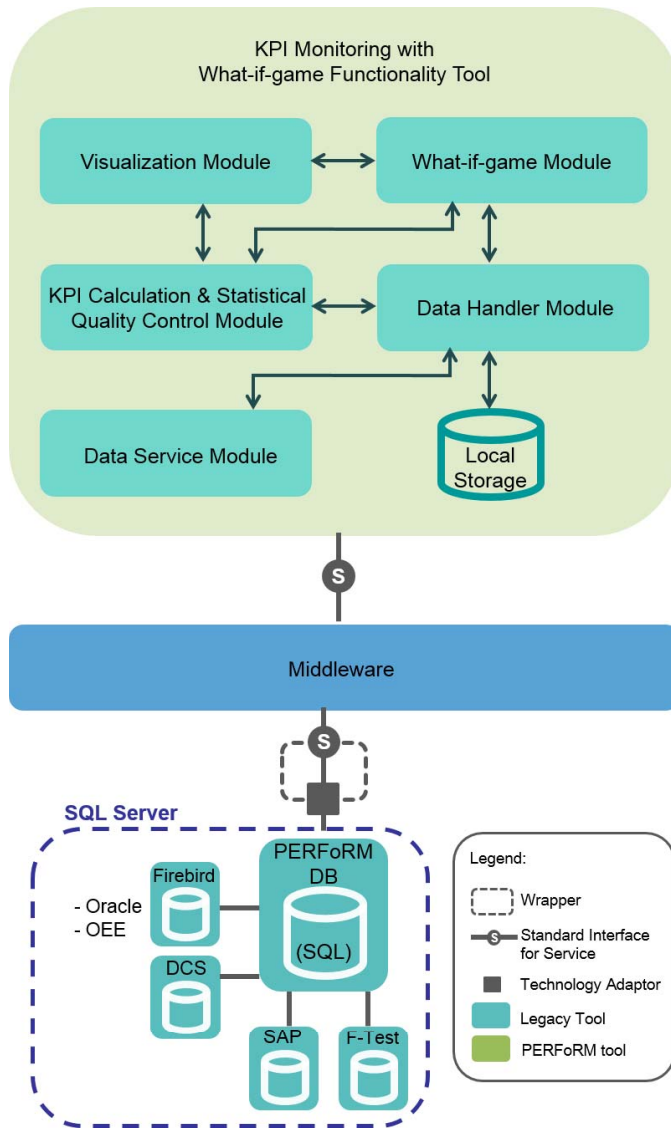 KPI Monitoring with
What-if-game Functionality Tool
Visualization Module
What-if-game Module
KPI Calculation & Statistical
Quality Control Module
Data Handler Module
Data Service Module
Local
Storage
S
Middleware
S
SQL Server
PERFoRM
DB
(SQL)
Firebird
- Oracle
- OEE
DCS
SAP
F-Test
Legend:
Wrapper
S
Standard Interface
for Service
Technology Adaptor
Legacy Tool
PERFoRM tool